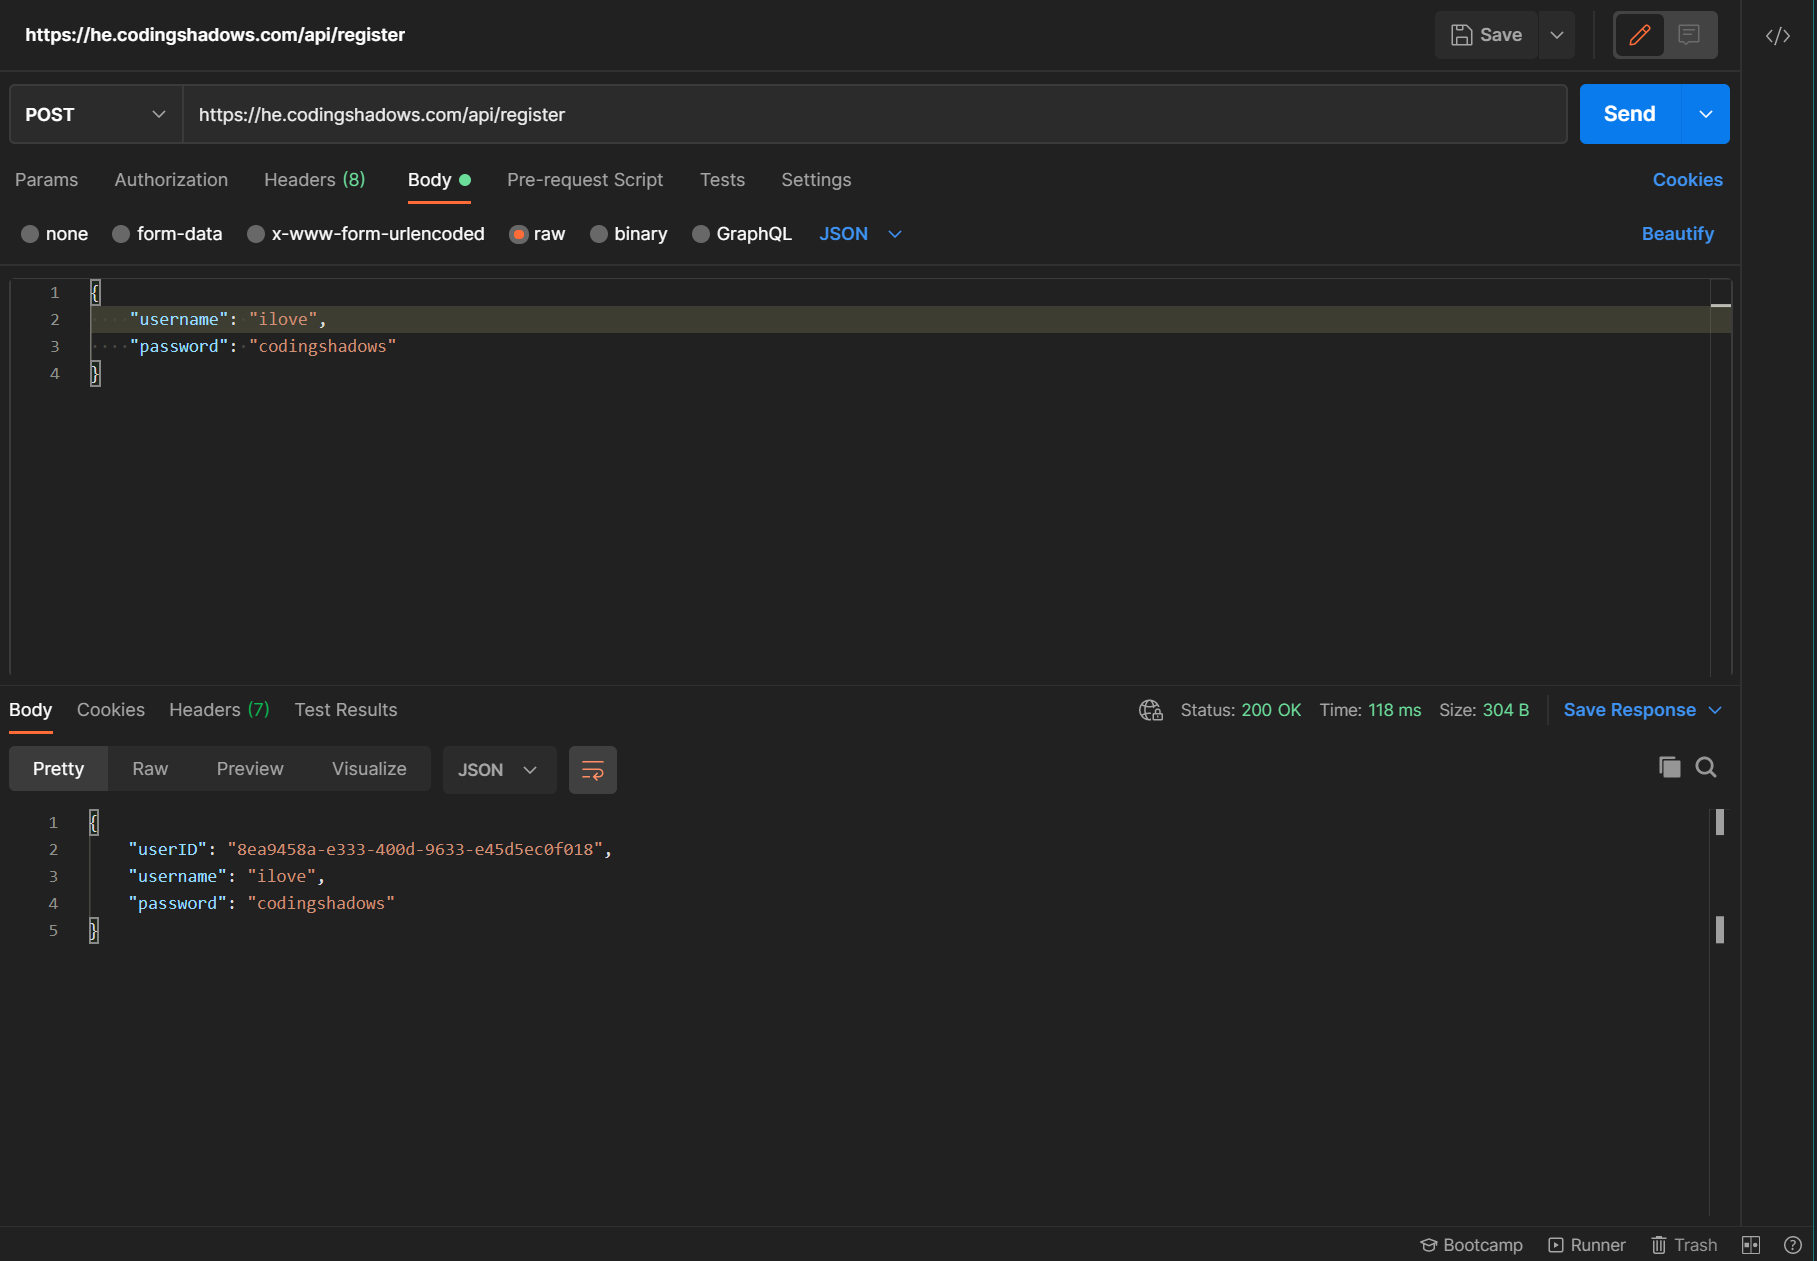 https://he.codingshadows.com/api/register
Save
POST https://he.codingshadows.com/api/register Send
Params Authorization Headers (8) Body Pre-request Script Tests Settings Cookies
none form-data x-www-form-urlencoded raw binary GraphQL JSON Beautify
1 {
2 "username": "ilove",
3 "password": "codingshadows"
4 }
Body Cookies Headers (7) Test Results Status: 200 OK Time: 118 ms Size: 304 B Save Response
Pretty Raw Preview Visualize JSON
1 {
2 "userID": "8ea9458a-e333-400d-9633-e45d5ec0f018",
3 "username": "ilove",
4 "password": "codingshadows"
5 }
Bootcamp Runner Trash